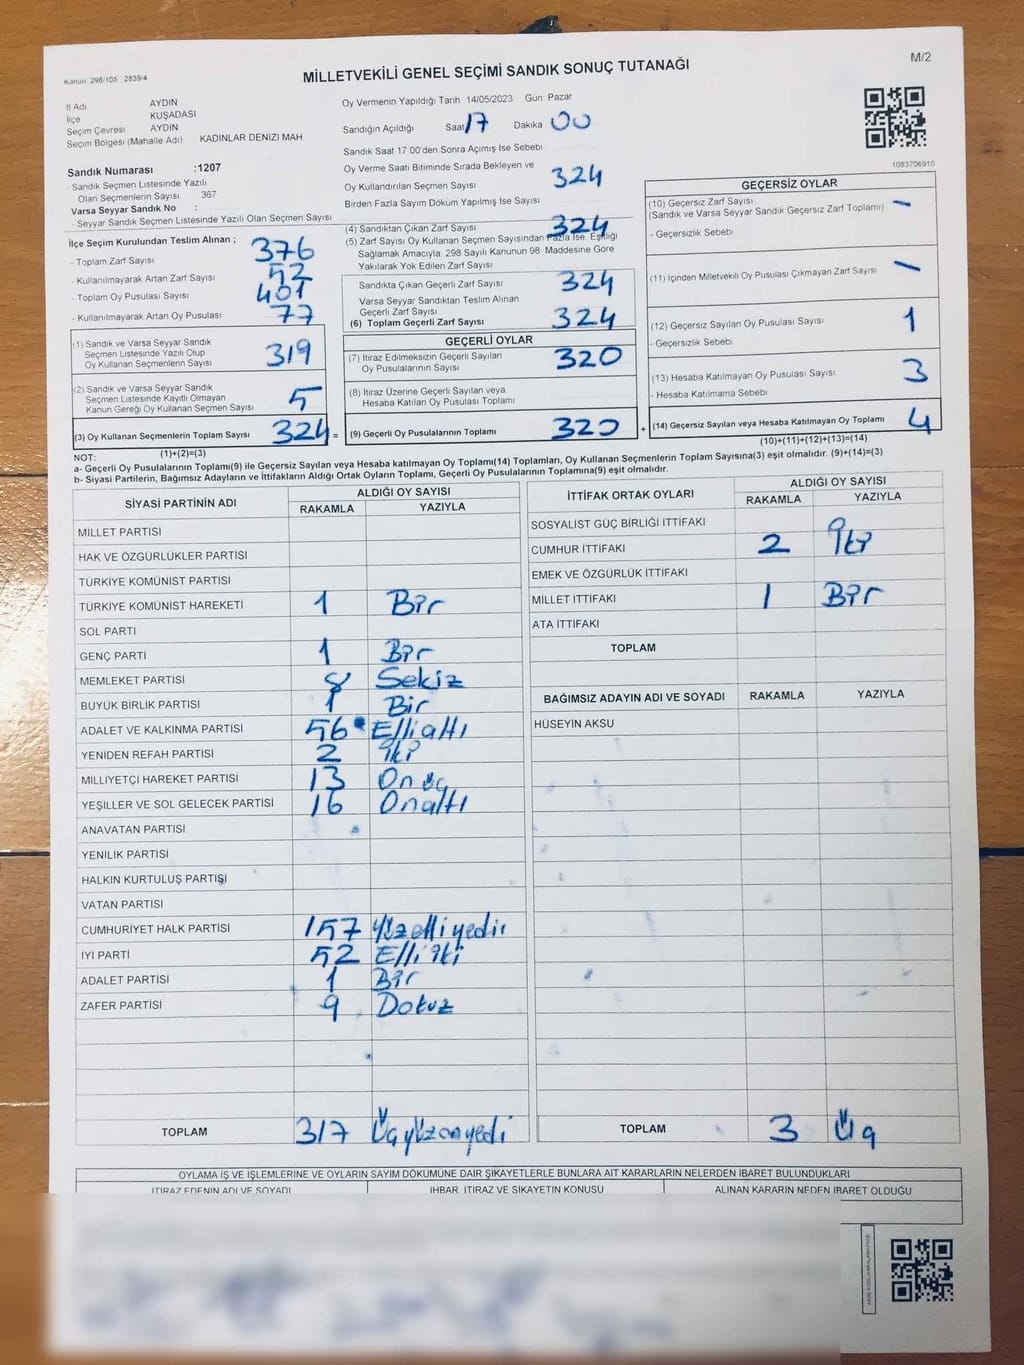 Kanun 298/105 . 2839/4
MİLLETVEKİLİ GENEL SEÇİMİ SANDIK SONUÇ TUTANAĞI
M/2
İl Adı AYDIN
İlçe KUŞADASI
Seçim Çevresi AYDIN
Seçim Bölgesi (Mahalle Adı) KADINLAR DENİZİ MAH
Sandık Numarası :1207
- Sandık Seçmen Listesinde Yazılı
Olan Seçmenlerin Sayısı 367
Varsa Seyyar Sandık No :
- Seyyar Sandık Seçmen Listesinde Yazılı Olan Seçmen Sayısı
İlçe Seçim Kurulundan Teslim Alınan ;
- Toplam Zarf Sayısı 376
- Kullanılmayarak Artan Zarf Sayısı 52
- Toplam Oy Pusulası Sayısı 401
- Kullanılmayarak Artan Oy Pusulası 77
(1) Sandık ve Varsa Seyyar Sandık
Seçmen Listesinde Yazılı Olup
Oy Kullanan Seçmenlerin Sayısı 319
(2) Sandık ve Varsa Seyyar Sandık
Seçmen Listesinde Kayıtlı Olmayan
Kanun Gereği Oy Kullanan Seçmen Sayısı 5
(3) Oy Kullanan Seçmenlerin Toplam Sayısı 324 =
(1)+(2)=(3)
Oy Vermenin Yapıldığı Tarih 14/05/2023 Gün Pazar
Sandığın Açıldığı Saat 17 Dakika 00
Sandık Saat 17 00'den Sonra Açılmış İse Sebebi
Oy Verme Saati Bitiminde Sırada Bekleyen ve
Oy Kullandırılan Seçmen Sayısı 324
Birden Fazla Sayım Döküm Yapılmış İse Sayısı
(4) Sandıktan Çıkan Zarf Sayısı 324
(5) Zarf Sayısı Oy Kullanan Seçmen Sayısından Fazla İse. Eşitliği
Sağlamak Amacıyla, 298 Sayılı Kanunun 98. Maddesine Göre
Yakılarak Yok Edilen Zarf Sayısı
Sandıkta Çıkan Geçerli Zarf Sayısı 324
Varsa Seyyar Sandıktan Teslim Alınan
Geçerli Zarf Sayısı
(6) Toplam Geçerli Zarf Sayısı 324
GEÇERLİ OYLAR
(7) İtiraz Edilmeksizin Geçerli Sayılan
Oy Pusulalarının Sayısı 320
(8) İtiraz Üzerine Geçerli Sayılan veya
Hesaba Katılan Oy Pusulası Toplamı
(9) Geçerli Oy Pusulalarının Toplamı 320 +
1083706910
GEÇERSİZ OYLAR
(10) Geçersiz Zarf Sayısı -
(Sandık ve Varsa Seyyar Sandık Geçersiz Zarf Toplamı)
- Geçersizlik Sebebi
(11) İçinden Milletvekili Oy Pusulası Çıkmayan Zarf Sayısı -
(12) Geçersiz Sayılan Oy Pusulası Sayısı 1
- Geçersizlik Sebebi
(13) Hesaba Katılmayan Oy Pusulası Sayısı 3
- Hesaba Katılmama Sebebi
(14) Geçersiz Sayılan veya Hesaba Katılmayan Oy Toplamı 4
(10)+(11)+(12)+(13)=(14)
NOT:
a- Geçerli Oy Pusulalarının Toplamı(9) ile Geçersiz Sayılan veya Hesaba katılmayan Oy Toplamı(14) Toplamları, Oy Kullanan Seçmenlerin Toplam Sayısına(3) eşit olmalıdır. (9)+(14)=(3)
b- Siyasi Partilerin, Bağımsız Adayların ve İttifakların Aldığı Ortak Oyların Toplamı, Geçerli Oy Pusulalarının Toplamına(9) eşit olmalıdır.
SİYASİ PARTİNİN ADI ALDIĞI OY SAYISI
RAKAMLA YAZIYLA
MİLLET PARTİSİ
HAK VE ÖZGÜRLÜKLER PARTİSİ
TÜRKİYE KOMÜNİST PARTİSİ
TÜRKİYE KOMÜNİST HAREKETİ 1 Bir
SOL PARTİ
GENÇ PARTİ 1 Bir
MEMLEKET PARTİSİ 8 Sekiz
BÜYÜK BİRLİK PARTİSİ 1 Bir
ADALET VE KALKINMA PARTİSİ 56 Elli altı
YENİDEN REFAH PARTİSİ 2 iki
MİLLİYETÇİ HAREKET PARTİSİ 13 On üç
YEŞİLLER VE SOL GELECEK PARTİSİ 16 Onaltı
ANAVATAN PARTİSİ
YENİLİK PARTİSİ
HALKIN KURTULUŞ PARTİSİ
VATAN PARTİSİ
CUMHURİYET HALK PARTİSİ 157 Yüzelliyedi
İYİ PARTİ 52 Elli iki
ADALET PARTİSİ 1 Bir
ZAFER PARTİSİ 9 Dokuz
TOPLAM 317 Üçyüzonyedi
İTTİFAK ORTAK OYLARI ALDIĞI OY SAYISI
RAKAMLA YAZIYLA
SOSYALİST GÜÇ BİRLİĞİ İTTİFAKI
CUMHUR İTTİFAKI 2 İki
EMEK VE ÖZGÜRLÜK İTTİFAKI
MİLLET İTTİFAKI 1 Bir
ATA İTTİFAKI
TOPLAM
BAĞIMSIZ ADAYIN ADI VE SOYADI RAKAMLA YAZIYLA
HÜSEYİN AKSU
TOPLAM 3 Üç
OYLAMA İŞ VE İŞLEMLERİNE VE OYLARIN SAYIM DÖKÜMÜNE DAİR ŞİKAYETLERLE BUNLARA AİT KARARLARIN NELERDEN İBARET BULUNDUKLARI
İTİRAZ EDENİN ADI VE SOYADI İHBAR İTİRAZ VE ŞİKAYETİN KONUSU ALINAN KARARIN NEDEN İBARET OLDUĞU